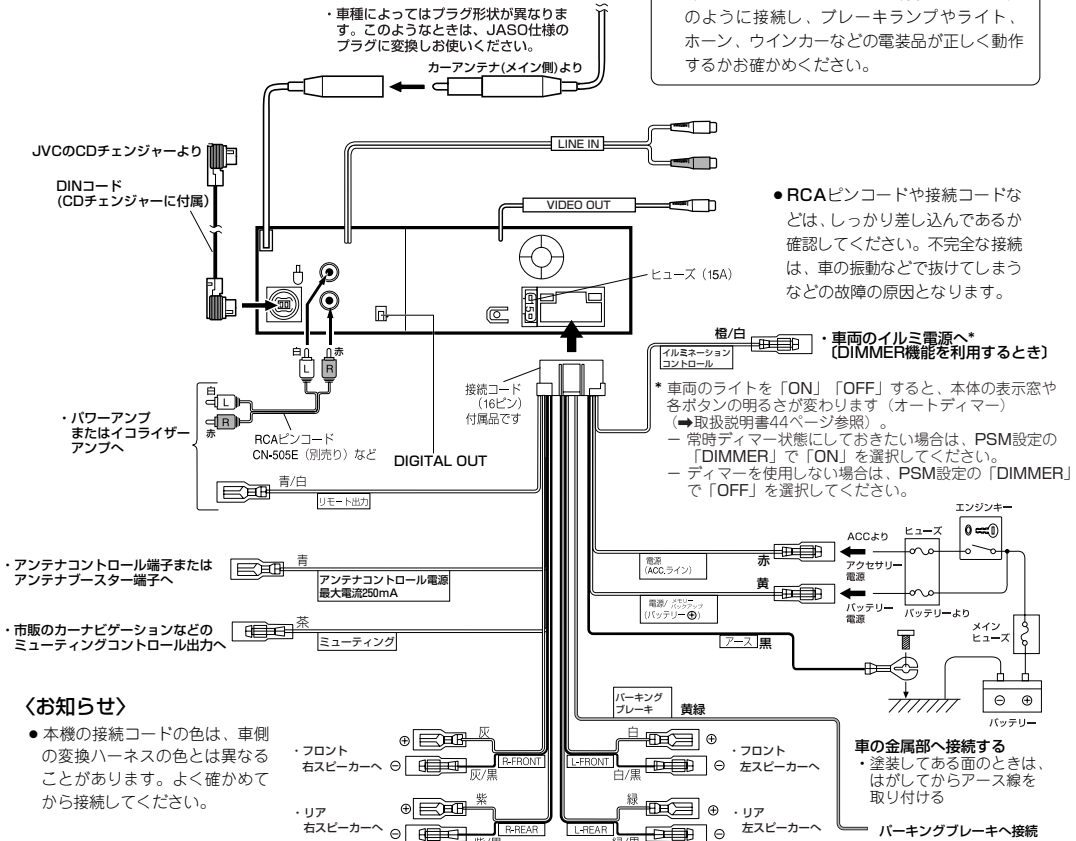 ・車種によってはプラグ形状が異なりま
す。このようなときは、JASO仕様の
プラグに変換しお使いください。
カーアンテナ(メイン側)より
のように接続し、ブレーキランプやライト、
ホーン、ウインカーなどの電装品が正しく動作
するかお確かめください。
JVCのCDチェンジャーより
DINコード
(CDチェンジャーに付属)
LINE IN
VIDEO OUT
●RCAピンコードや接続コードな
どは、しっかり差し込んであるか
確認してください。不完全な接続
は、車の振動などで抜けてしまう
などの故障の原因となります。
ヒューズ（15A）
15
白
赤
L
R
白
L
R
赤
・パワーアンプ
またはイコライザー
アンプへ
RCAピンコード
CN-505E（別売り）など
DIGITAL OUT
接続コード
（16ピン）
付属品です
橙/白
イルミネーション
コントロール
・車両のイルミ電源へ*
〔DIMMER機能を利用するとき〕
* 車両のライトを「ON」「OFF」すると、本体の表示窓や
各ボタンの明るさが変わります（オートディマー）
（➡取扱説明書44ページ参照）。
－ 常時ディマー状態にしておきたい場合は、PSM設定の
「DIMMER」で「ON」を選択してください。
－ ディマーを使用しない場合は、PSM設定の「DIMMER」
で「OFF」を選択してください。
青/白
リモート出力
・アンテナコントロール端子または
アンテナブースター端子へ
青
アンテナコントロール電源
最大電流250mA
・市販のカーナビゲーションなどの
ミューティングコントロール出力へ
茶
ミューティング
電源
(ACC.ライン)
赤
ACCより
アクセサリー
電源
ヒューズ
エンジンキー
電源/メモリーバックアップ
(バッテリー⊕)
黄
バッテリー
電源
バッテリーより
メイン
ヒューズ
アース
黒
⊖ ⊕
バッテリー
〈お知らせ〉
●本機の接続コードの色は、車側
の変換ハーネスの色とは異なる
ことがあります。よく確かめて
から接続してください。
パーキング
ブレーキ
黄緑
車の金属部へ接続する
・塗装してある面のときは、
はがしてからアース線を
取り付ける
パーキングブレーキへ接続
・フロント
右スピーカーへ
⊕
灰
⊖
灰/黒
R-FRONT
L-FRONT
白
⊕
白/黒
⊖
・フロント
左スピーカーへ
・リア
右スピーカーへ
⊕
紫
⊖
紫/黒
R-REAR
L-REAR
緑
⊕
緑/黒
⊖
・リア
左スピーカーへ